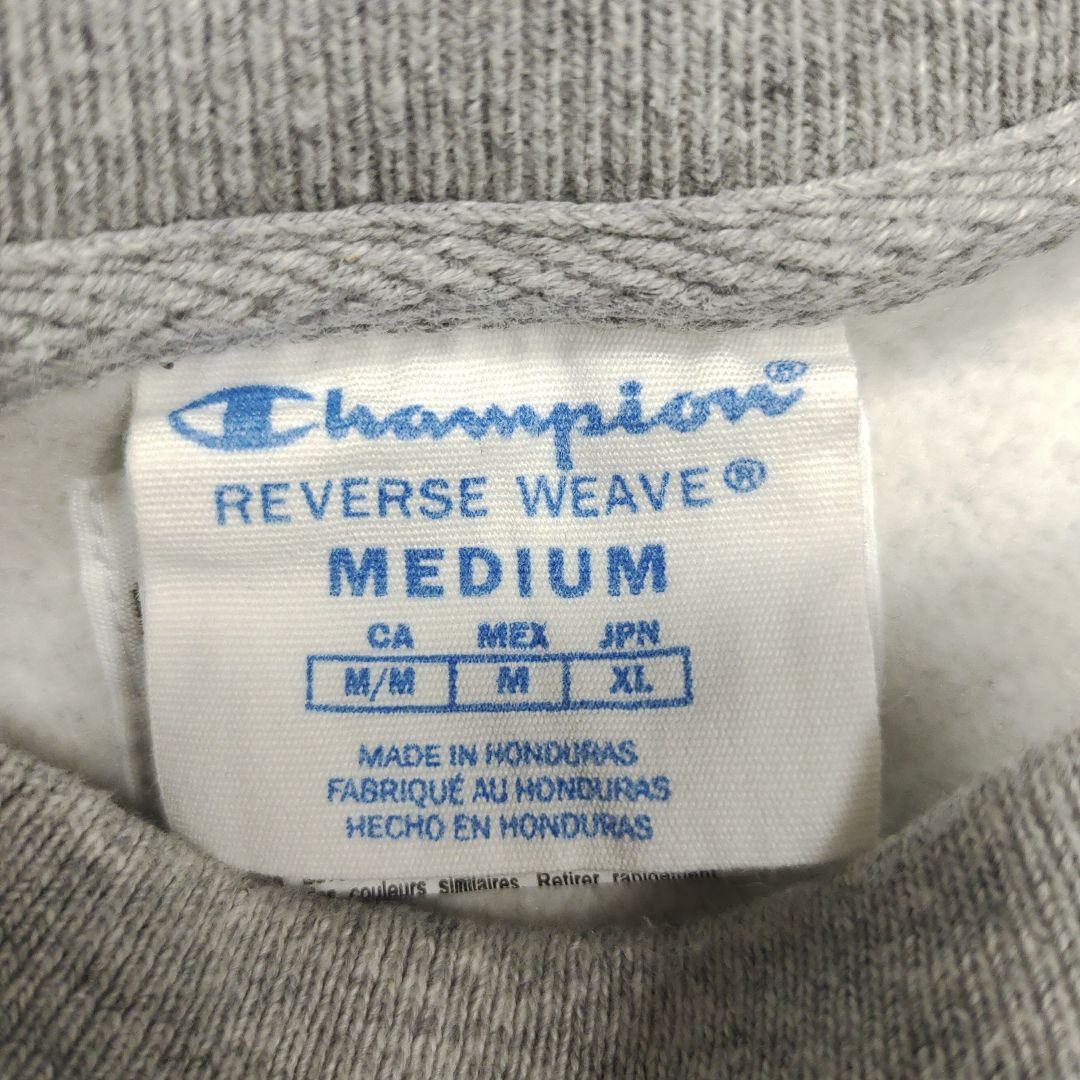 Champion®
REVERSE WEAVE®
MEDIUM
CA MEX JPN
M/M M XL
MADE IN HONDURAS
FABRIQUÉ AU HONDURAS
HECHO EN HONDURAS
couleurs similaires. Retirer rapidement